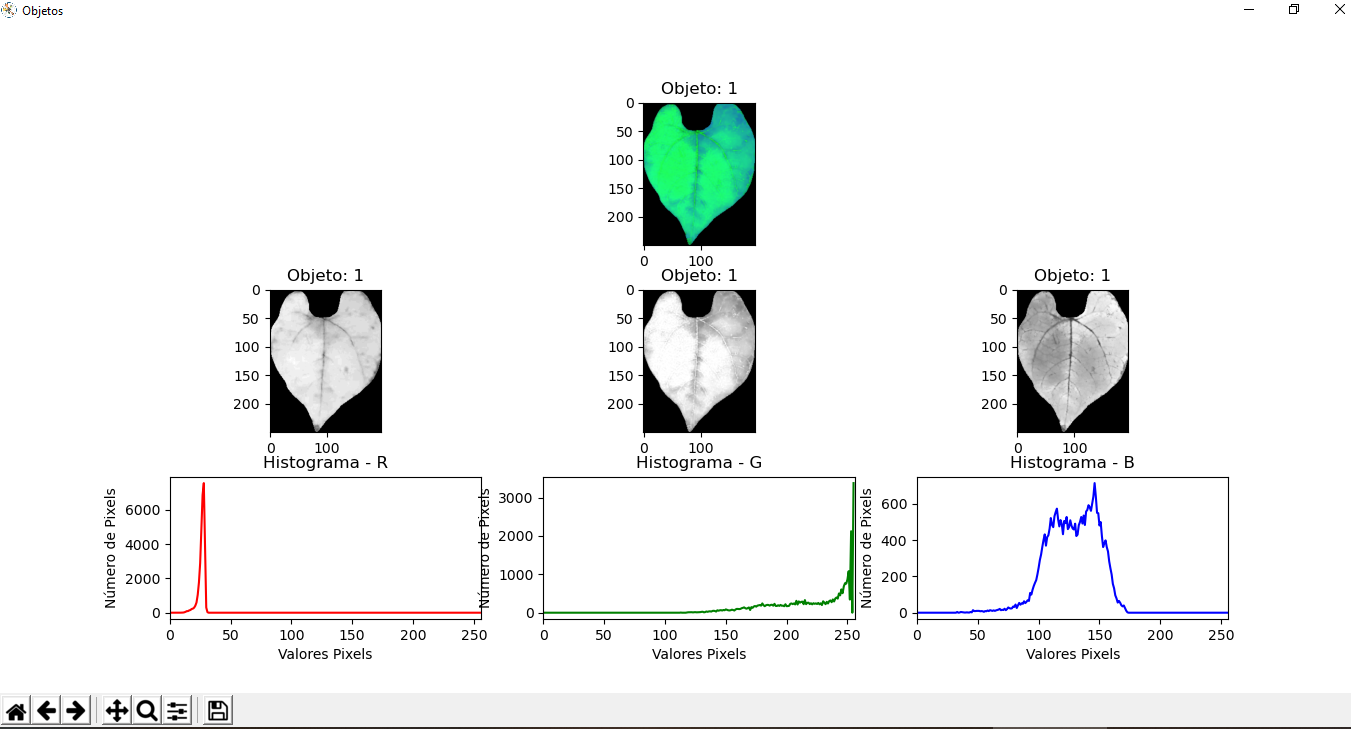 Objetos
Objeto: 1
0
50
100
150
200
0 100
Objeto: 1 Objeto: 1 Objeto: 1
0 0 0
50 50 50
100 100 100
150 150 150
200 200 200
0 100 0 100 0 100
Histograma - R Histograma - G Histograma - B
Número de Pixels
6000
4000
2000
0
0 50 100 150 200 250
Valores Pixels
Número de Pixels
3000
2000
1000
0
0 50 100 150 200 250
Valores Pixels
Número de Pixels
600
400
200
0
0 50 100 150 200 250
Valores Pixels